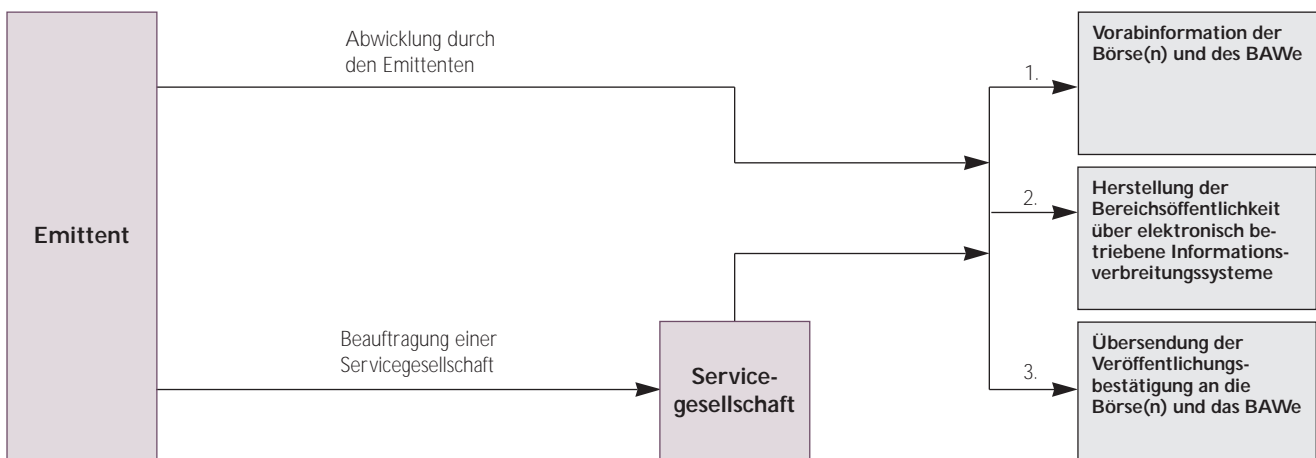 Emittent
Abwicklung durch
den Emittenten
Beauftragung einer
Servicegesellschaft
Service-
gesellschaft
1.
Vorabinformation der
Börse(n) und des BAWe
2.
Herstellung der
Bereichsöffentlichkeit
über elektronisch be-
triebene Informations-
verbreitungssysteme
3.
Übersendung der
Veröffentlichungs-
bestätigung an die
Börse(n) und das BAWe